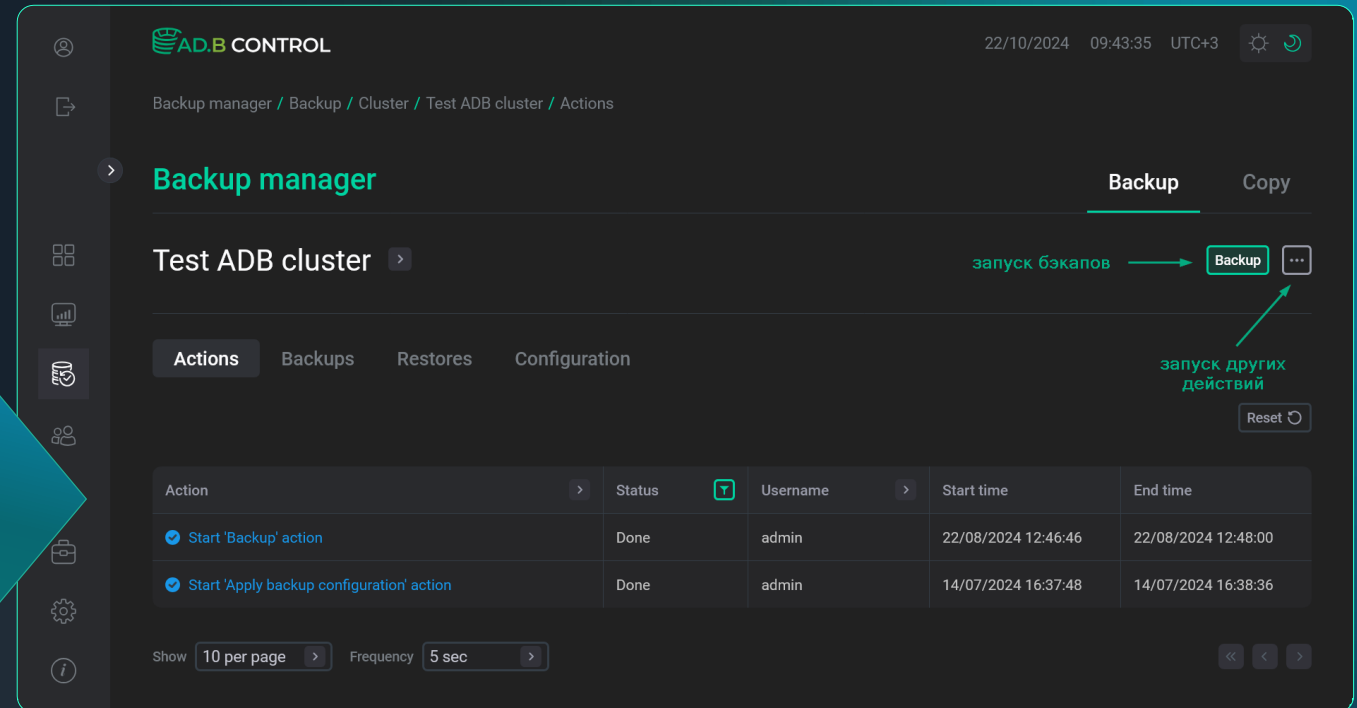 AD.B CONTROL
22/10/2024 09:43:35 UTC+3
Backup manager / Backup / Cluster / Test ADB cluster / Actions
Backup manager
Backup Copy
Test ADB cluster
запуск бэкапов
Backup
...
Actions Backups Restores Configuration
запуск других
действий
Reset
Action Status Username Start time End time
Start 'Backup' action Done admin 22/08/2024 12:46:46 22/08/2024 12:48:00
Start 'Apply backup configuration' action Done admin 14/07/2024 16:37:48 14/07/2024 16:38:36
Show 10 per page Frequency 5 sec